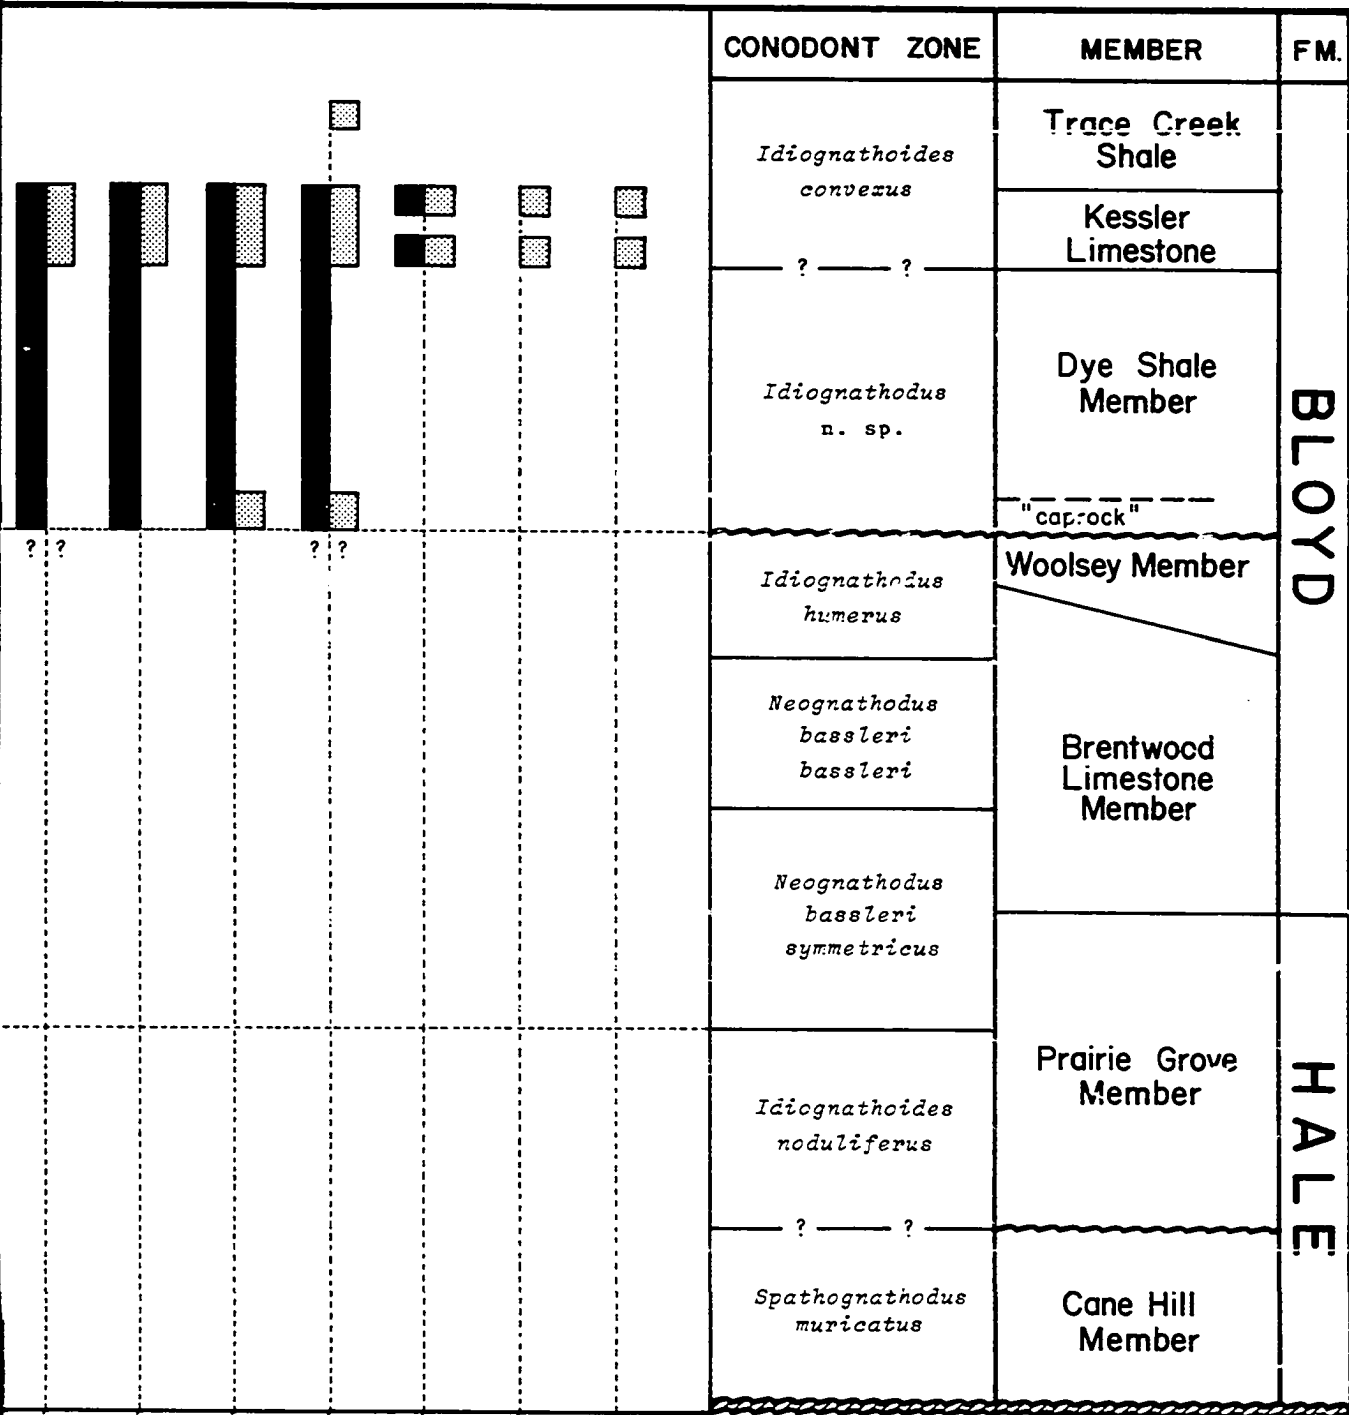 CONODONT ZONE
MEMBER
FM.
Idiognathoides
convexus
Trace Creek
Shale
Kessler
Limestone
? ?
Idiognathodus
n. sp.
Dye Shale
Member
"caprock"
BLOYD
? ?
? ?
Idiognathodus
humerus
Woolsey Member
Neognathodus
bassleri
bassleri
Brentwood
Limestone
Member
Neognathodus
bassleri
symmetricus
Prairie Grove
Member
HALE
Idiognathoides
noduliferus
? ?
Spathognathodus
muricatus
Cane Hill
Member